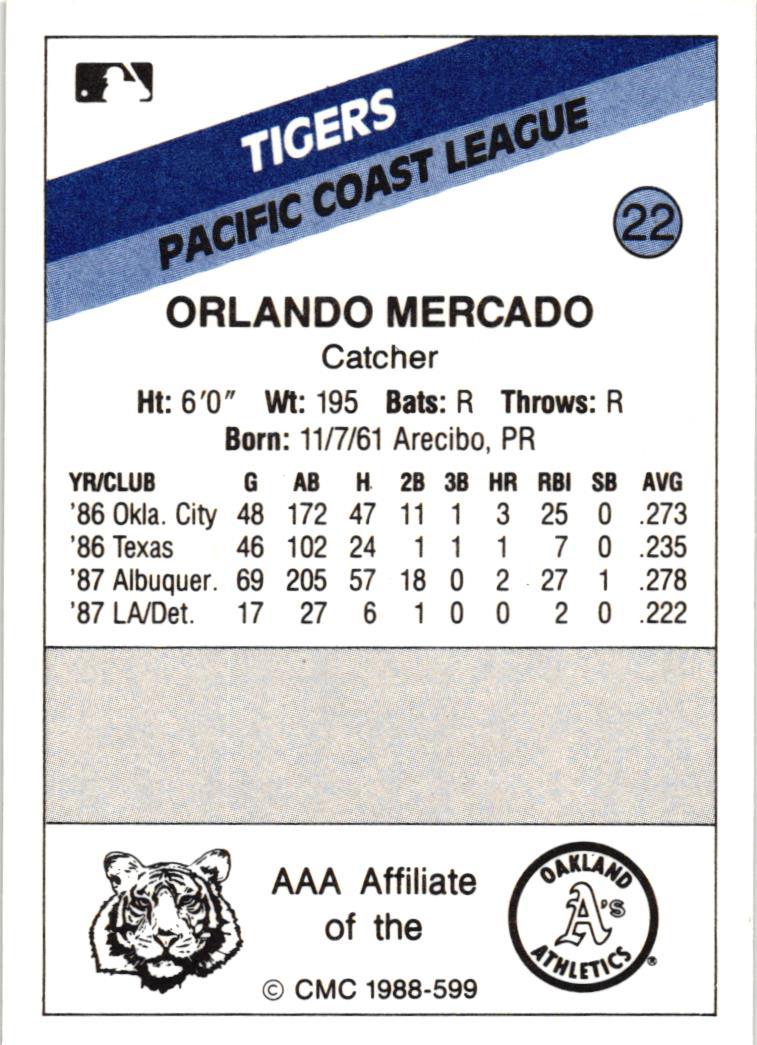 TIGERS
PACIFIC COAST LEAGUE
22
ORLANDO MERCADO
Catcher
Ht: 6'0" Wt: 195 Bats: R Throws: R
Born: 11/7/61 Arecibo, PR
YR/CLUB G AB H 2B 3B HR RBI SB AVG
'86 Okla. City 48 172 47 11 1 3 25 0 .273
'86 Texas 46 102 24 1 1 1 7 0 .235
'87 Albuquer. 69 205 57 18 0 2 27 1 .278
'87 LA/Det. 17 27 6 1 0 0 2 0 .222
AAA Affiliate
of the
© CMC 1988-599
OAKLAND
A's
ATHLETICS ®